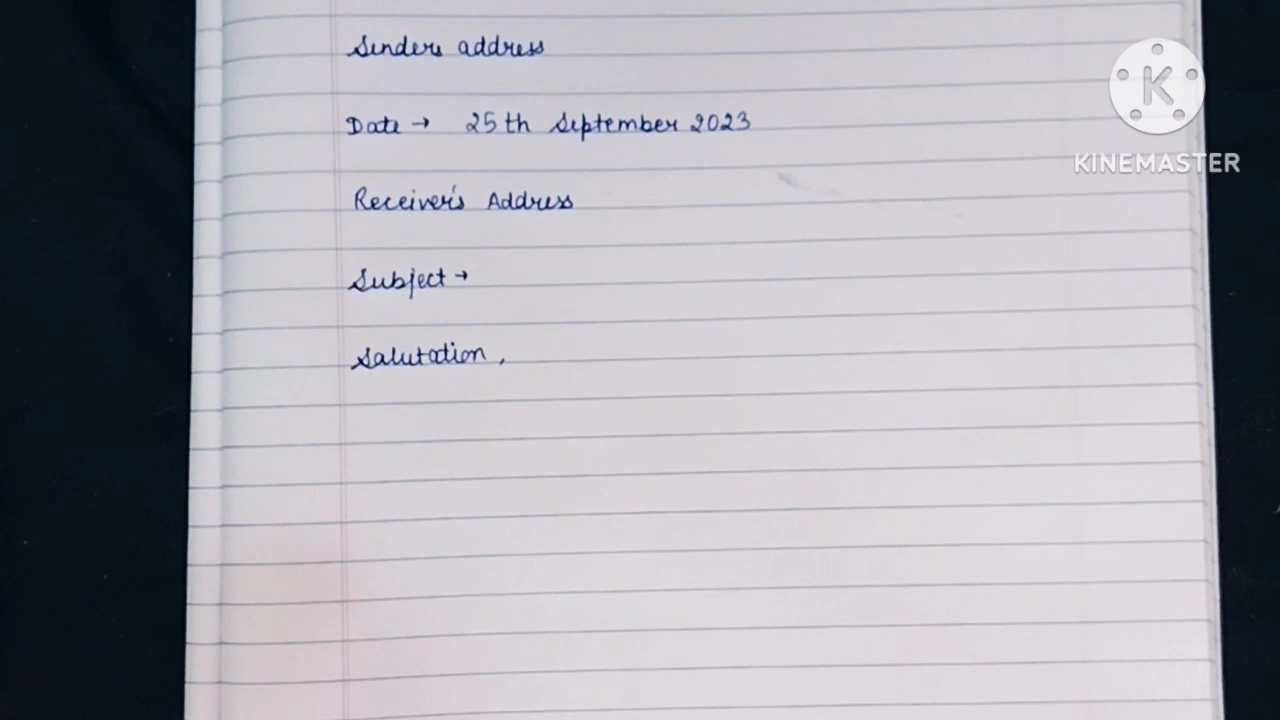 Senders address
Date → 25th September 2023
Receiver's Address
Subject →
Salutation,
K
KINEMASTER